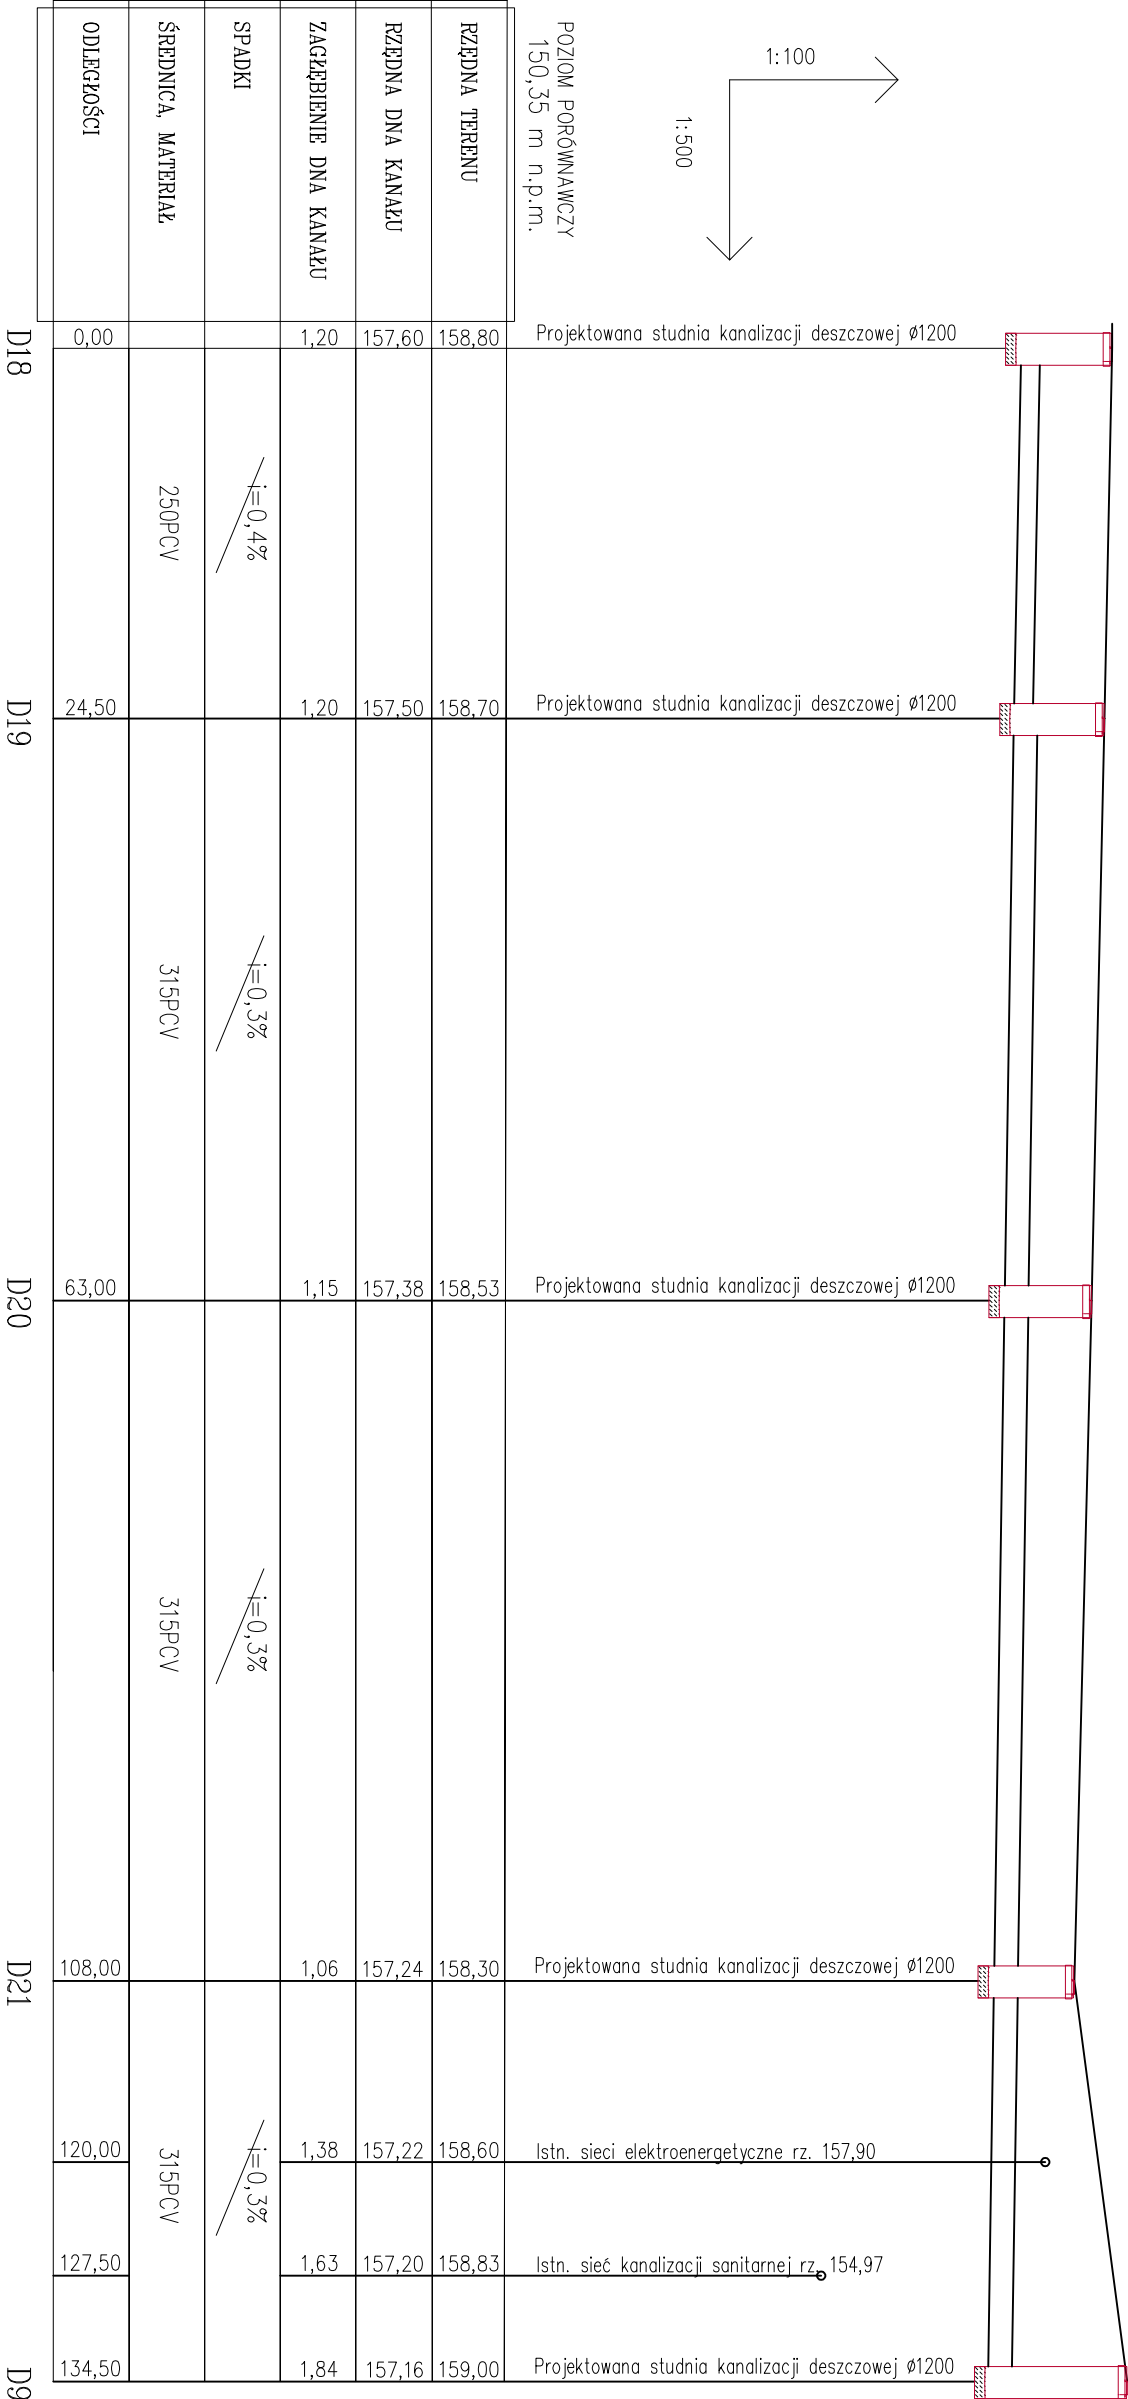 1:100
1:500
POZIOM PORÓWNAWCZY
150,35 m n.p.m.
Projektowana studnia kanalizacji deszczowej Ø1200
Projektowana studnia kanalizacji deszczowej Ø1200
Projektowana studnia kanalizacji deszczowej Ø1200
Projektowana studnia kanalizacji deszczowej Ø1200
Istn. sieci elektroenergetyczne rz. 157,90
Istn. sieć kanalizacji sanitarnej rz. 154,97
Projektowana studnia kanalizacji deszczowej Ø1200
RZĘDNA TERENU 158,80 158,70 158,53 158,30 158,60 158,83 159,00
RZĘDNA DNA KANAŁU 157,60 157,50 157,38 157,24 157,22 157,20 157,16
ZAGŁĘBIENIE DNA KANAŁU 1,20 1,20 1,15 1,06 1,38 1,63 1,84
SPADKI i=0,4% i=0,3% i=0,3% i=0,3%
ŚREDNICA, MATERIAŁ 250PCV 315PCV 315PCV 315PCV
ODLEGŁOŚCI 0,00 24,50 63,00 108,00 120,00 127,50 134,50
D18 D19 D20 D21 D9